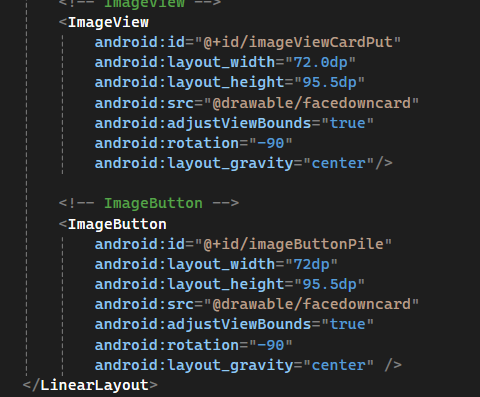 <!-- ImageView -->
<ImageView
android:id="@+id/imageViewCardPut"
android:layout_width="72.0dp"
android:layout_height="95.5dp"
android:src="@drawable/facedowncard"
android:adjustViewBounds="true"
android:rotation="-90"
android:layout_gravity="center"/>
<!-- ImageButton -->
<ImageButton
android:id="@+id/imageButtonPile"
android:layout_width="72dp"
android:layout_height="95.5dp"
android:src="@drawable/facedowncard"
android:adjustViewBounds="true"
android:rotation="-90"
android:layout_gravity="center" />
</LinearLayout>